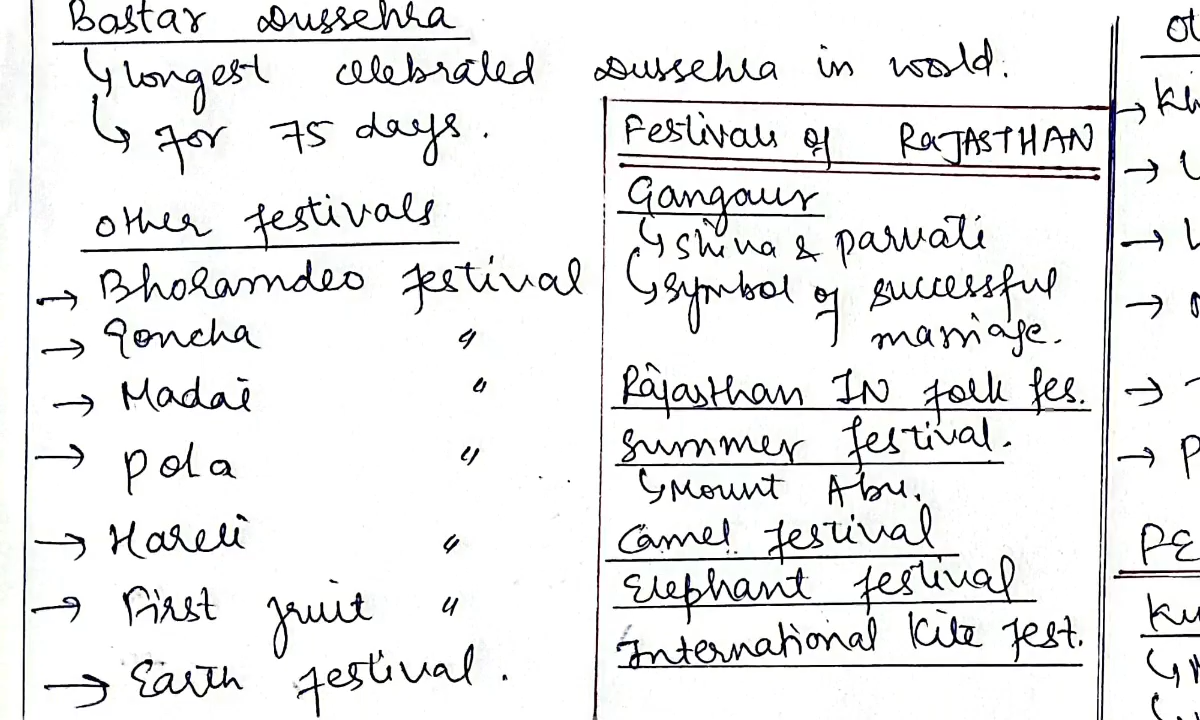 Bastar Dussehra
↳ longest celebrated Dussehra in world.
↳ for 75 days.
Other festivals
→ Bhoramdeo festival
→ Goncha "
→ Madai "
→ Pola "
→ Hareli "
→ First fruit "
→ Earth festival.
Festivals of RAJASTHAN
Gangaur
↳ Shiva & parvati
↳ symbol of successful
marriage.
Rajasthan IN folk fes.
Summer festival.
↳ Mount Abu.
Camel festival
Elephant festival
International Kite fest.